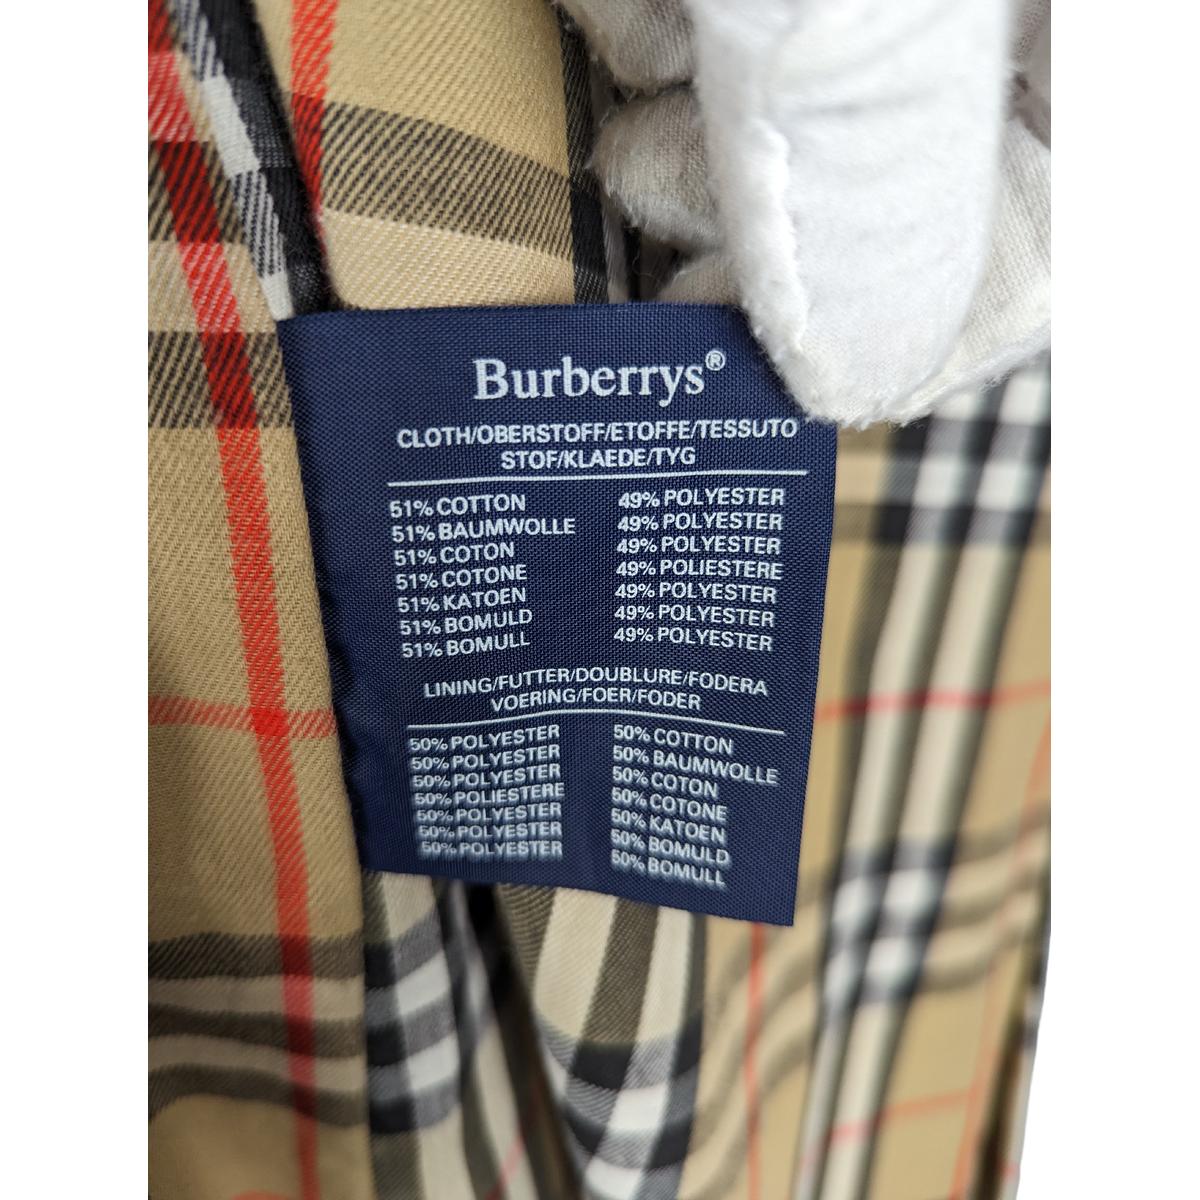 Burberrys®
CLOTH/OBERSTOFF/ETOFFE/TESSUTO
STOF/KLAEDE/TYG
51% COTTON 49% POLYESTER
51% BAUMWOLLE 49% POLYESTER
51% COTON 49% POLYESTER
51% COTONE 49% POLIESTERE
51% KATOEN 49% POLYESTER
51% BOMULD 49% POLYESTER
51% BOMULL 49% POLYESTER
LINING/FUTTER/DOUBLURE/FODERA
VOERING/FOER/FODER
50% POLYESTER 50% COTTON
50% POLYESTER 50% BAUMWOLLE
50% POLYESTER 50% COTON
50% POLIESTERE 50% COTONE
50% POLYESTER 50% KATOEN
50% POLYESTER 50% BOMULD
50% POLYESTER 50% BOMULL